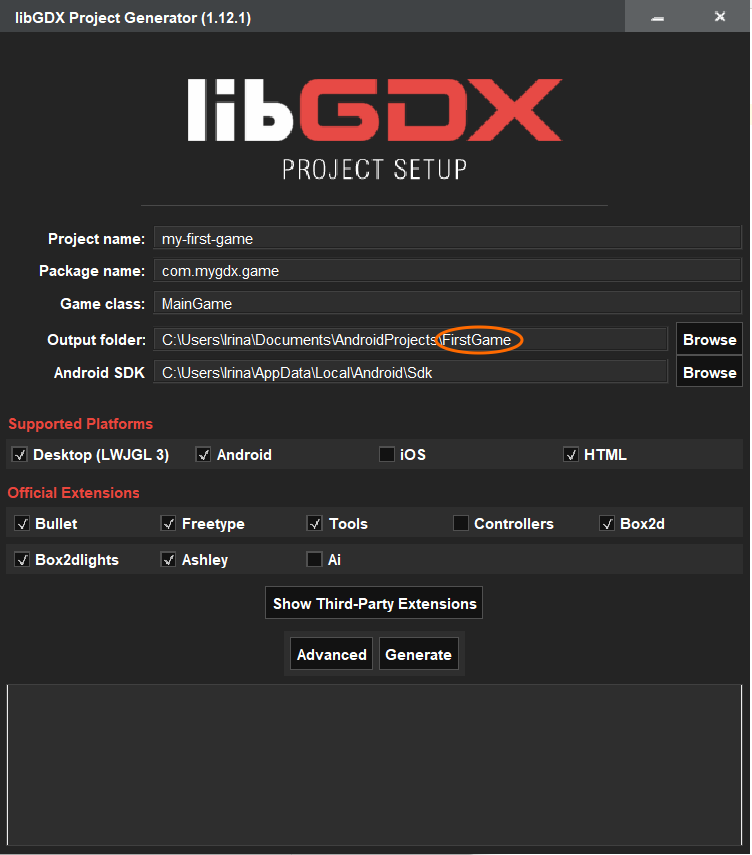 libGDX Project Generator (1.12.1)
libGDX
PROJECT SETUP
Project name: my-first-game
Package name: com.mygdx.game
Game class: MainGame
Output folder: C:\Users\Irina\Documents\AndroidProjects\FirstGame Browse
Android SDK C:\Users\Irina\AppData\Local\Android\Sdk Browse
Supported Platforms
Desktop (LWJGL 3) Android iOS HTML
Official Extensions
Bullet Freetype Tools Controllers Box2d
Box2dlights Ashley Ai
Show Third-Party Extensions
Advanced Generate